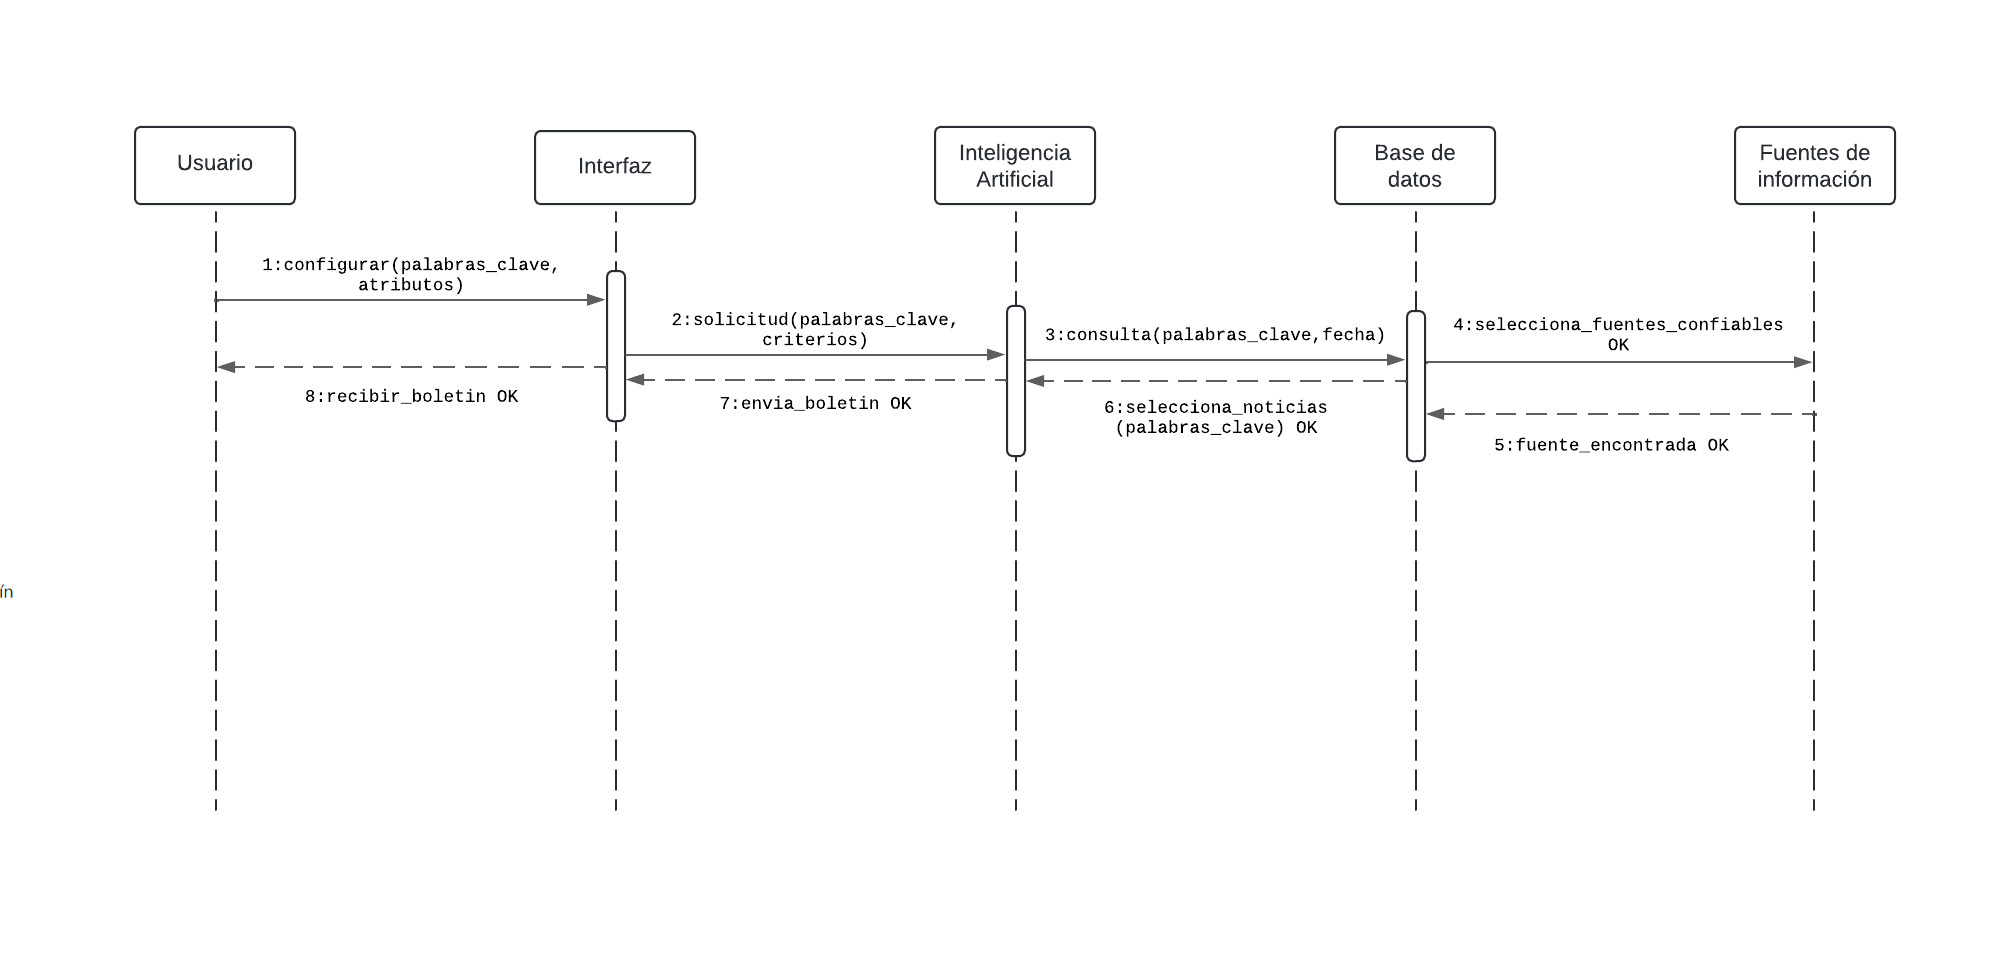 Usuario
Interfaz
Inteligencia
Artificial
Base de
datos
Fuentes de
información
1:configurar(palabras_clave,
atributos)
2:solicitud(palabras_clave,
criterios)
3:consulta(palabras_clave,fecha)
4:selecciona_fuentes_confiables
OK
8:recibir_boletin OK
7:envia_boletin OK
6:selecciona_noticias
(palabras_clave) OK
5:fuente_encontrada OK
ín